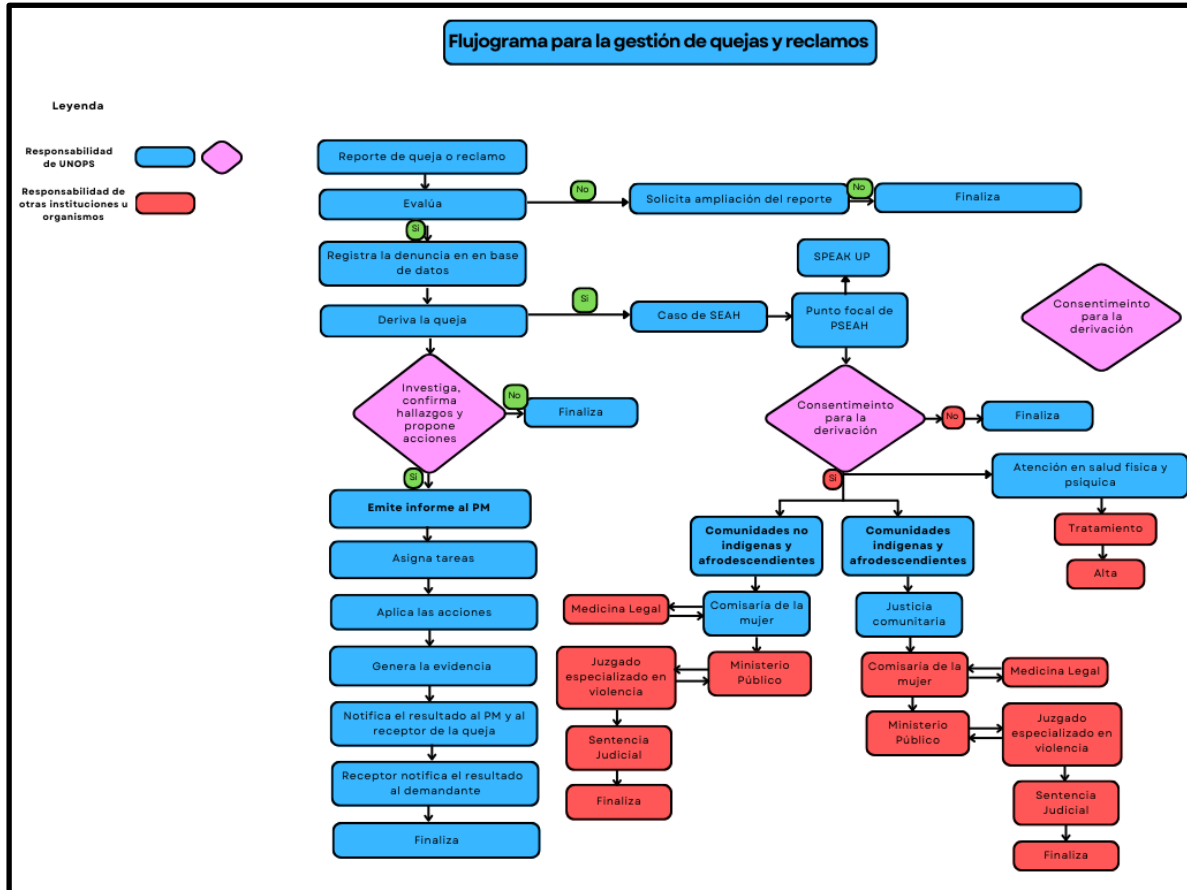 Flujograma para la gestión de quejas y reclamos
Leyenda
Responsabilidad
de UNOPS
Responsabilidad de
otras instituciones u
organismos
Reporte de queja o reclamo
Evalúa
No
Solicita ampliación del reporte
No
Finaliza
Si
Registra la denuncia en en base
de datos
SPEAK UP
Deriva la queja
Si
Caso de SEAH
Punto focal de
PSEAH
Consentimeinto
para la
derivación
Investiga,
confirma
hallazgos y
propone
acciones
No
Finaliza
Consentimeinto
para la
derivación
No
Finaliza
Si
Si
Atención en salud física y
psíquica
Tratamiento
Alta
Emite informe al PM
Asigna tareas
Aplica las acciones
Genera la evidencia
Notifica el resultado al PM y al
receptor de la queja
Receptor notifica el resultado
al demandante
Finaliza
Comunidades no
indígenas y
afrodescendientes
Medicina Legal
Comisaría de la
mujer
Juzgado
especializado en
violencia
Ministerio
Público
Sentencia
Judicial
Finaliza
Comunidades
indígenas y
afrodescendientes
Justicia
comunitaria
Comisaría de la
mujer
Medicina Legal
Ministerio
Público
Juzgado
especializado en
violencia
Sentencia
Judicial
Finaliza